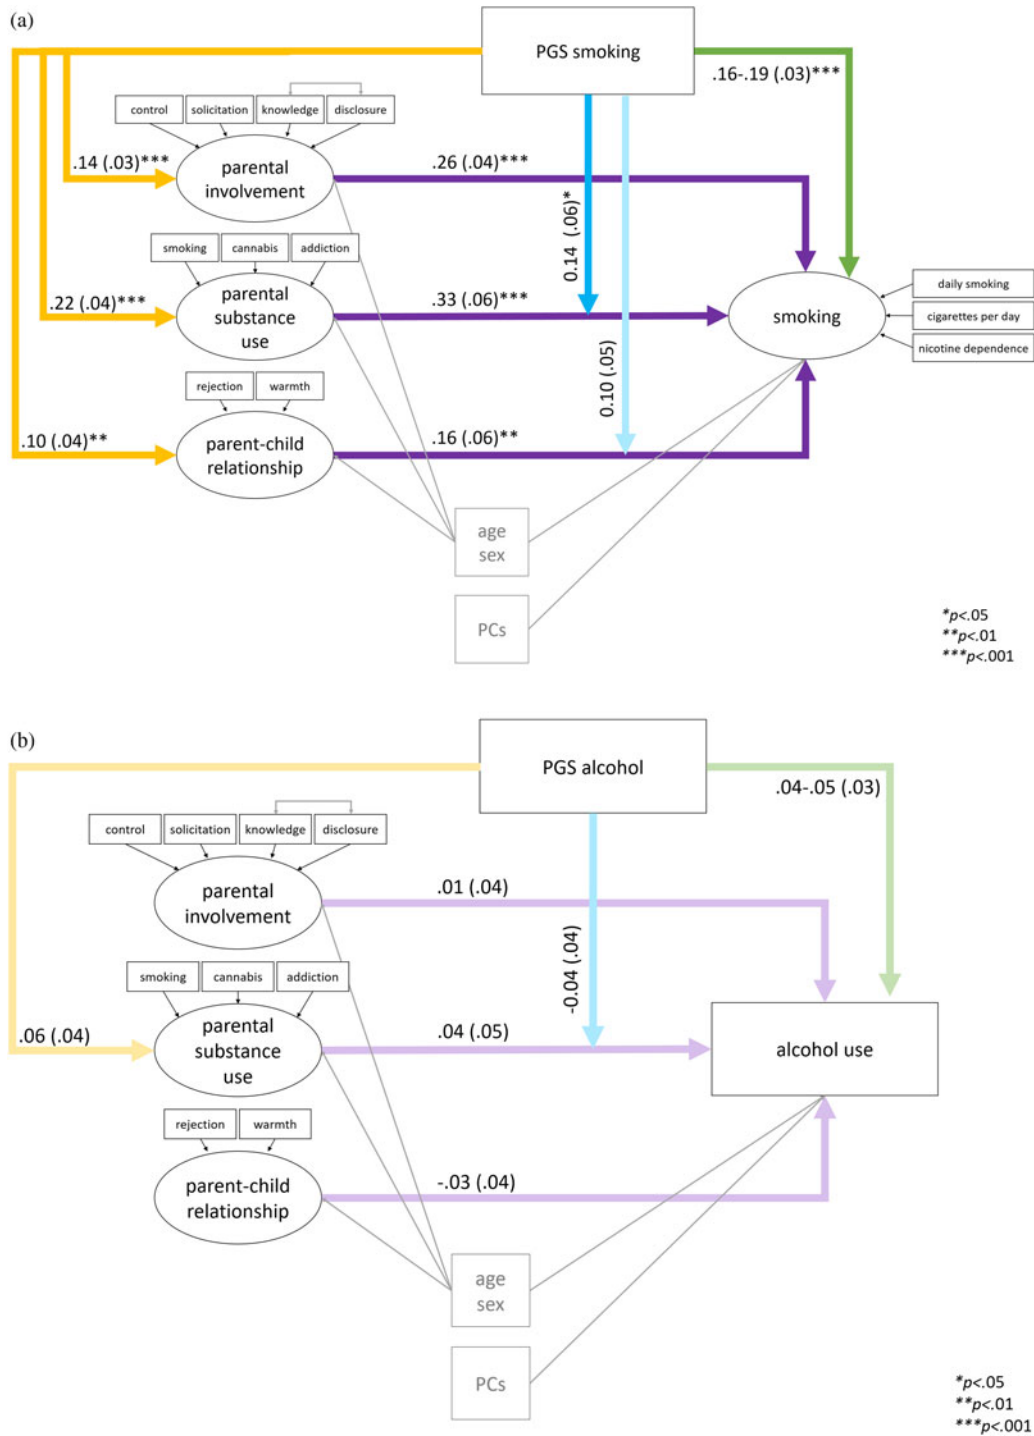 (a)
PGS smoking
.16-.19 (.03)***
control
solicitation
knowledge
disclosure
.14 (.03)***
parental
involvement
.26 (.04)***
0.14 (.06)*
smoking
cannabis
addiction
.22 (.04)***
parental
substance
use
.33 (.06)***
smoking
daily smoking
cigarettes per day
nicotine dependence
0.10 (.05)
rejection
warmth
.10 (.04)**
parent-child
relationship
.16 (.06)**
age
sex
PCs
*p<.05
**p<.01
***p<.001
(b)
PGS alcohol
.04-.05 (.03)
control
solicitation
knowledge
disclosure
parental
involvement
.01 (.04)
-0.04 (.04)
smoking
cannabis
addiction
.06 (.04)
parental
substance
use
.04 (.05)
alcohol use
rejection
warmth
parent-child
relationship
-.03 (.04)
age
sex
PCs
*p<.05
**p<.01
***p<.001